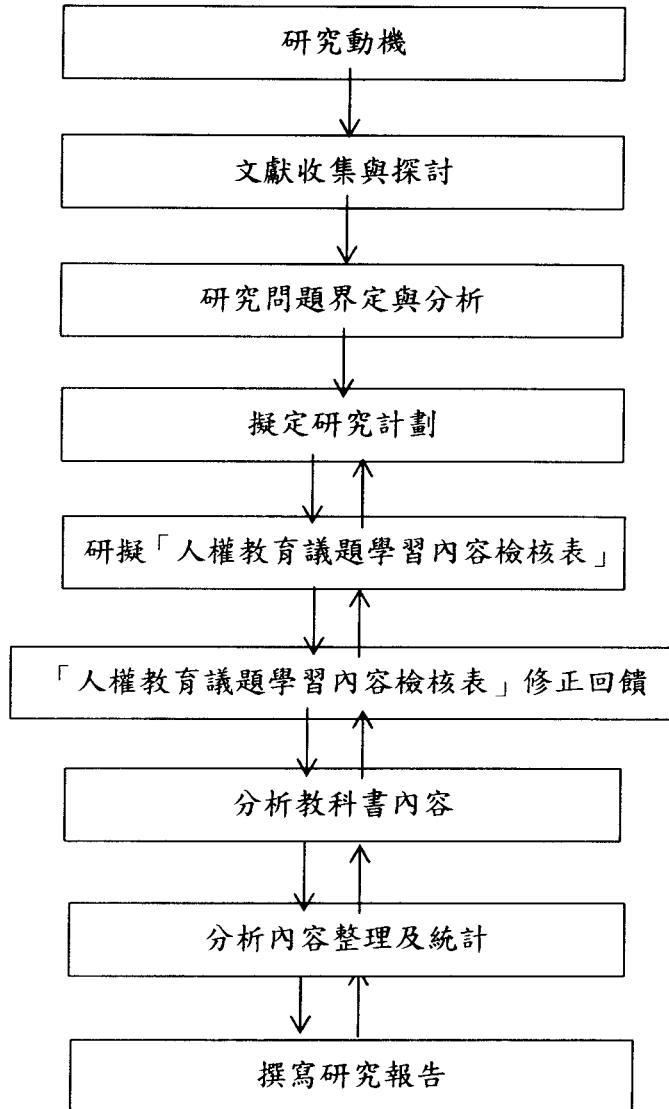 研究動機
文獻收集與探討
研究問題界定與分析
擬定研究計劃
研擬「人權教育議題學習內容檢核表」
「人權教育議題學習內容檢核表」修正回饋
分析教科書內容
分析內容整理及統計
撰寫研究報告